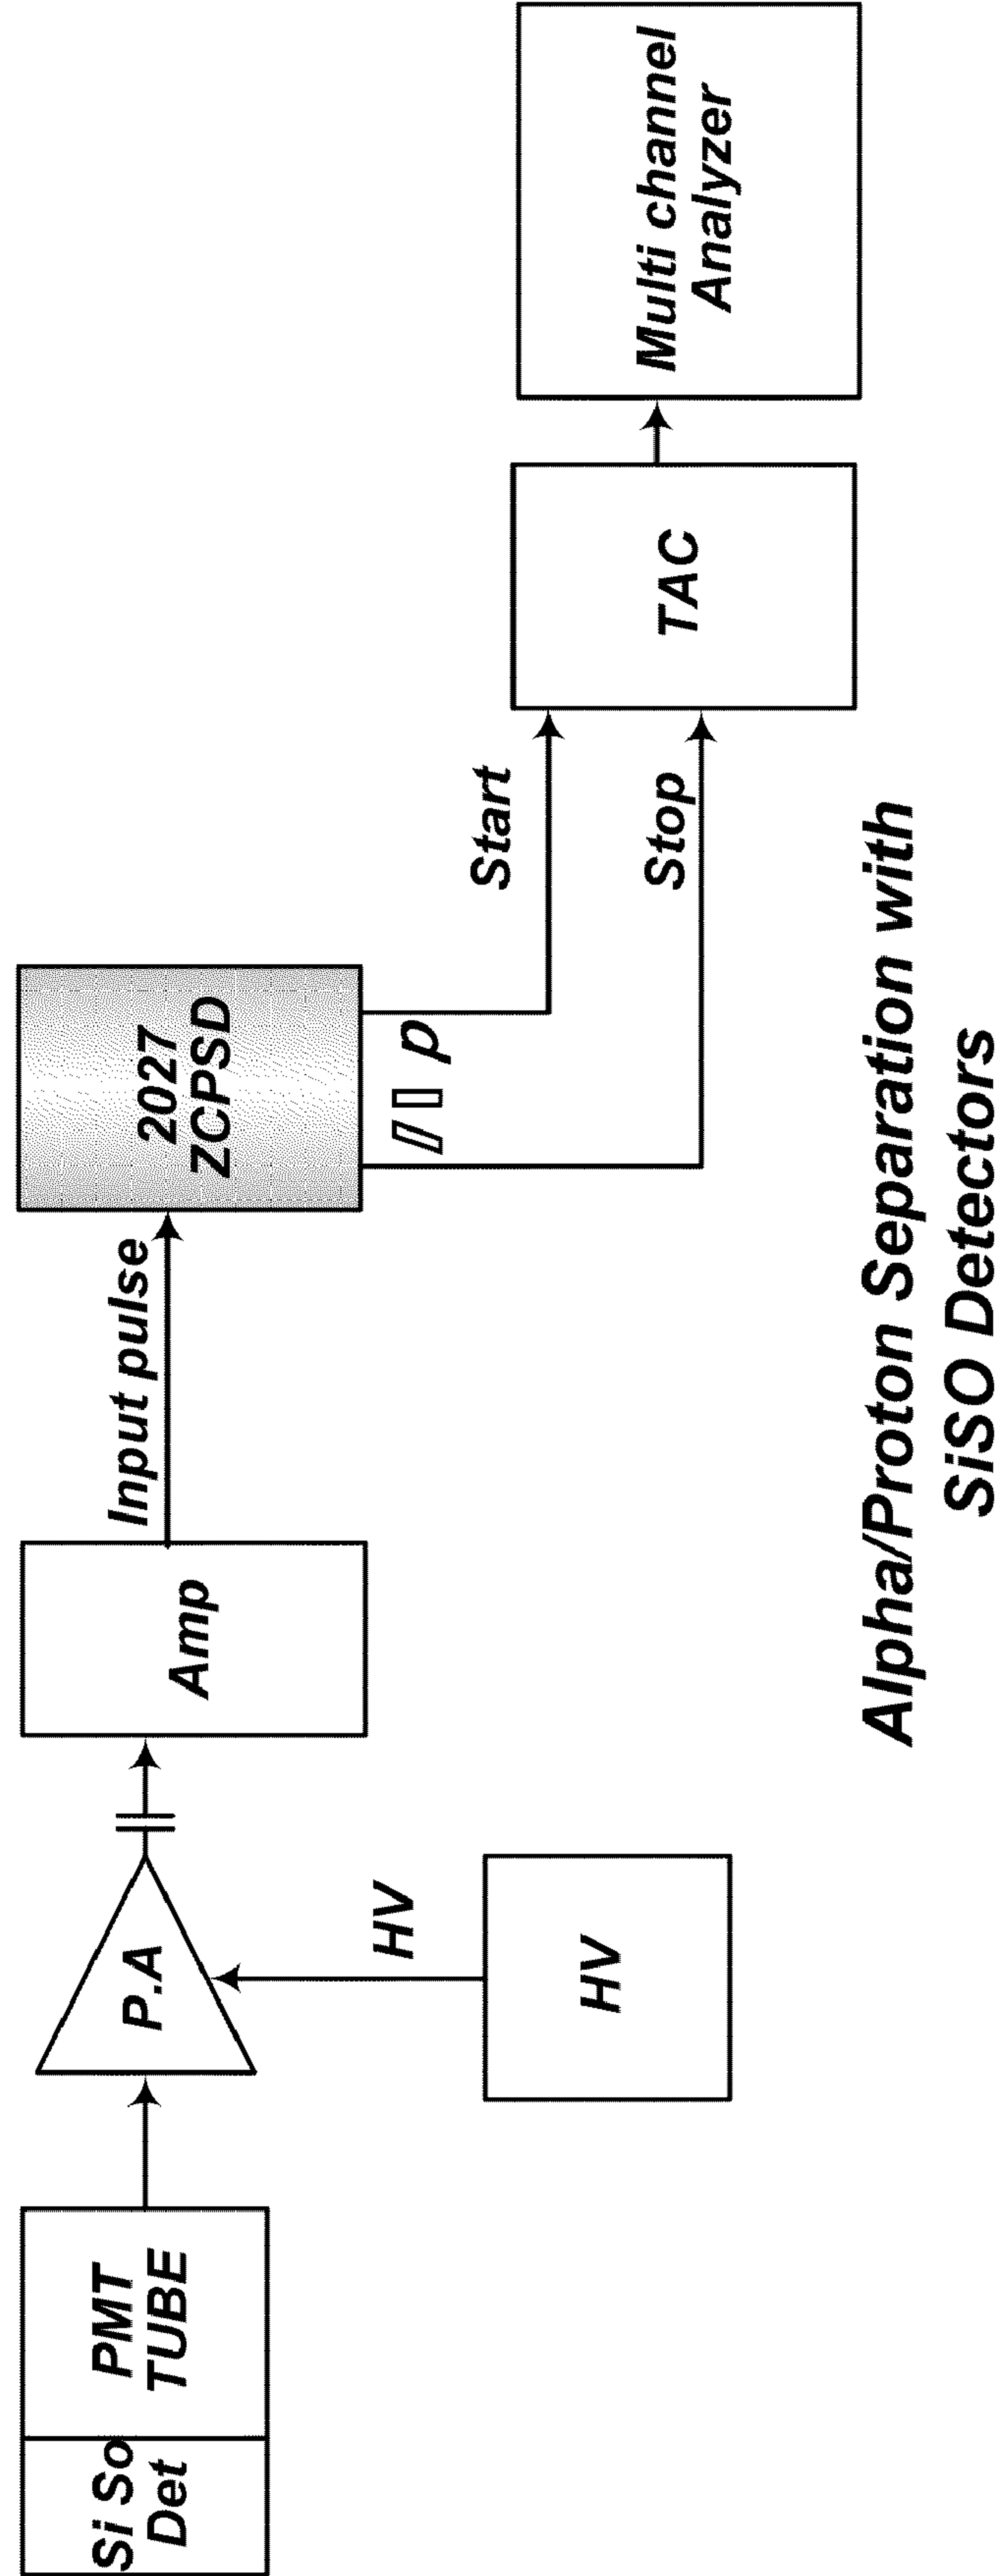 Si So
Det
PMT
TUBE
P.A
HV
HV
Amp
Input pulse
2027
ZCPSD
p
Start
Stop
TAC
Multi channel
Analyzer
Alpha/Proton Separation with
SiSO Detectors